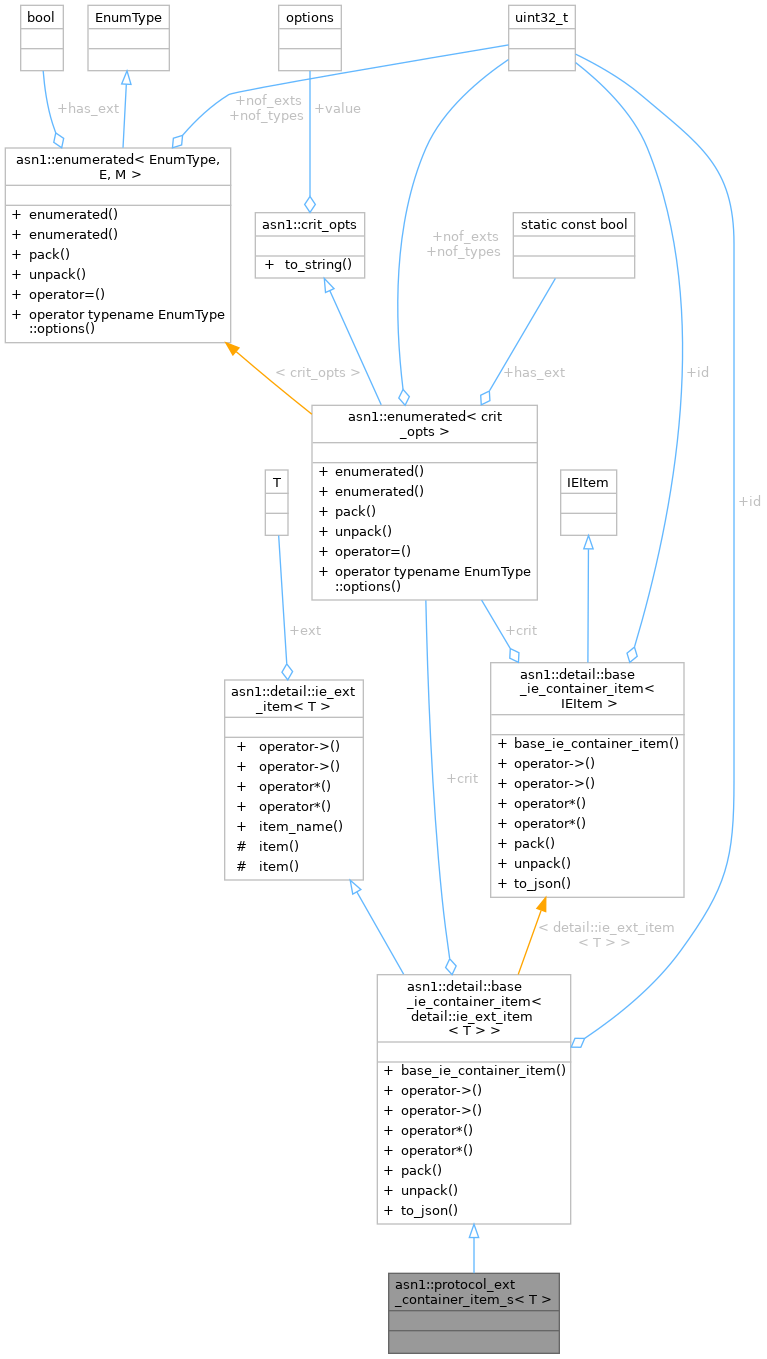 bool
EnumType
options
uint32_t
+has_ext
+nof_exts
+nof_types
+value
asn1::enumerated< EnumType,
E, M >
+ enumerated()
+ enumerated()
+ pack()
+ unpack()
+ operator=()
+ operator typename EnumType
::options()
asn1::crit_opts
+ to_string()
static const bool
+nof_exts
+nof_types
< crit_opts >
+has_ext
+id
asn1::enumerated< crit
_opts >
+ enumerated()
+ enumerated()
+ pack()
+ unpack()
+ operator=()
+ operator typename EnumType
::options()
T
IEItem
+id
+ext
+crit
asn1::detail::ie_ext
_item< T >
+ operator->()
+ operator->()
+ operator*()
+ operator*()
+ item_name()
# item()
# item()
asn1::detail::base
_ie_container_item<
IEItem >
+ base_ie_container_item()
+ operator->()
+ operator->()
+ operator*()
+ operator*()
+ pack()
+ unpack()
+ to_json()
+crit
< detail::ie_ext_item
< T > >
asn1::detail::base
_ie_container_item<
detail::ie_ext_item
< T > >
+ base_ie_container_item()
+ operator->()
+ operator->()
+ operator*()
+ operator*()
+ pack()
+ unpack()
+ to_json()
asn1::protocol_ext
_container_item_s< T >